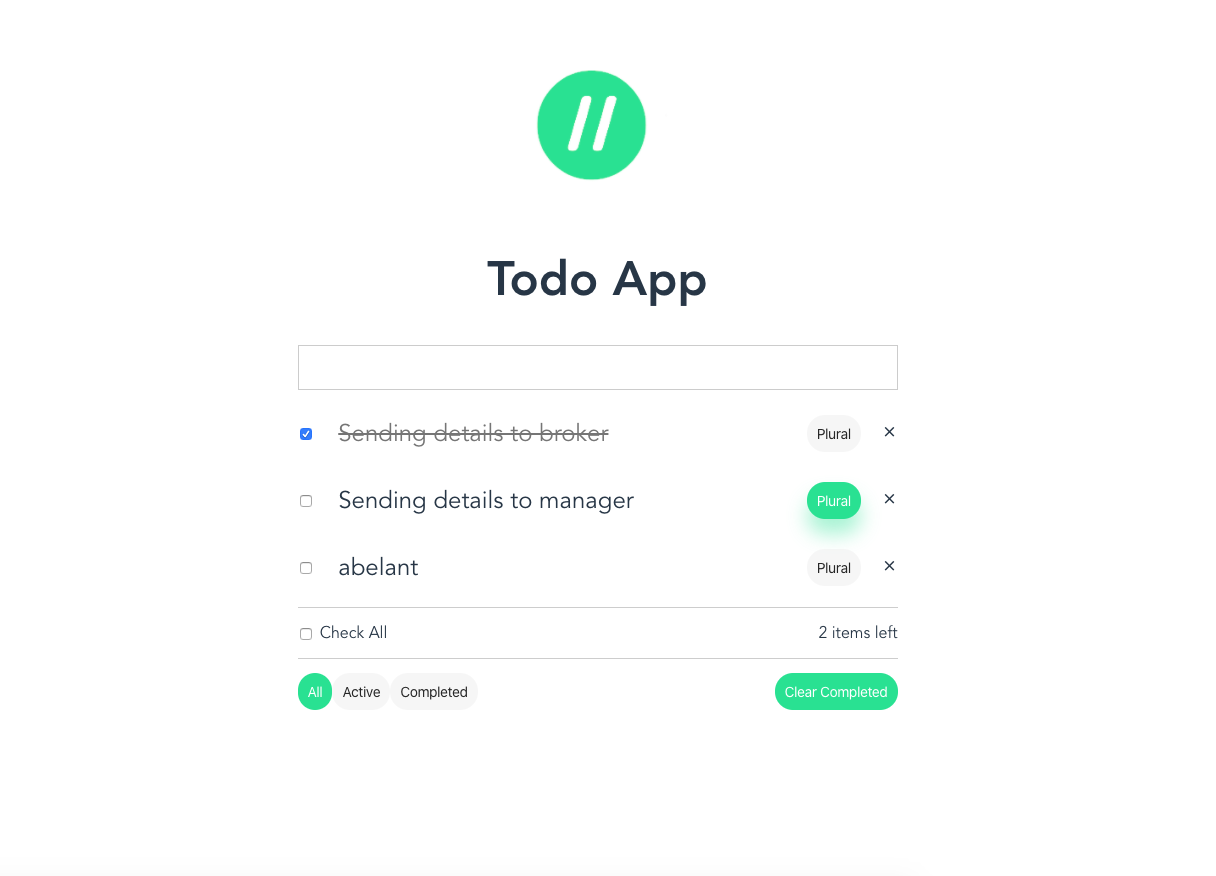 Todo App
Sending details to broker Plural ×
Sending details to manager Plural ×
abelant Plural ×
Check All 2 items left
All Active Completed Clear Completed